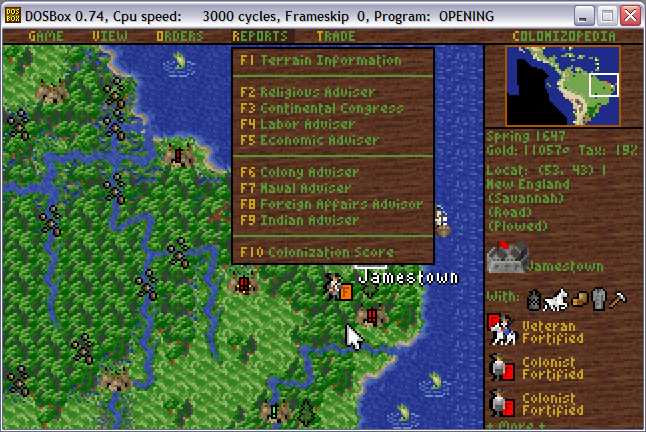 DOS BOX
DOSBox 0.74, Cpu speed: 3000 cycles, Frameskip 0, Program: OPENING
GAME VIEW ORDERS REPORTS TRADE COLONIZOPEDIA
F1 Terrain Information
F2 Religious Adviser
F3 Continental Congress
F4 Labor Adviser
F5 Economic Adviser
F6 Colony Adviser
F7 Naval Adviser
F8 Foreign Affairs Advisor
F9 Indian Adviser
F10 Colonization Score
Jamestown
Spring 1647
Gold: 11057 Tax: 19%
Locat: (53, 43) 1
New England
(Savannah)
(Road)
(Plowed)
Jamestown
With:
Veteran
Fortified
Colonist
Fortified
Colonist
Fortified
+ More +